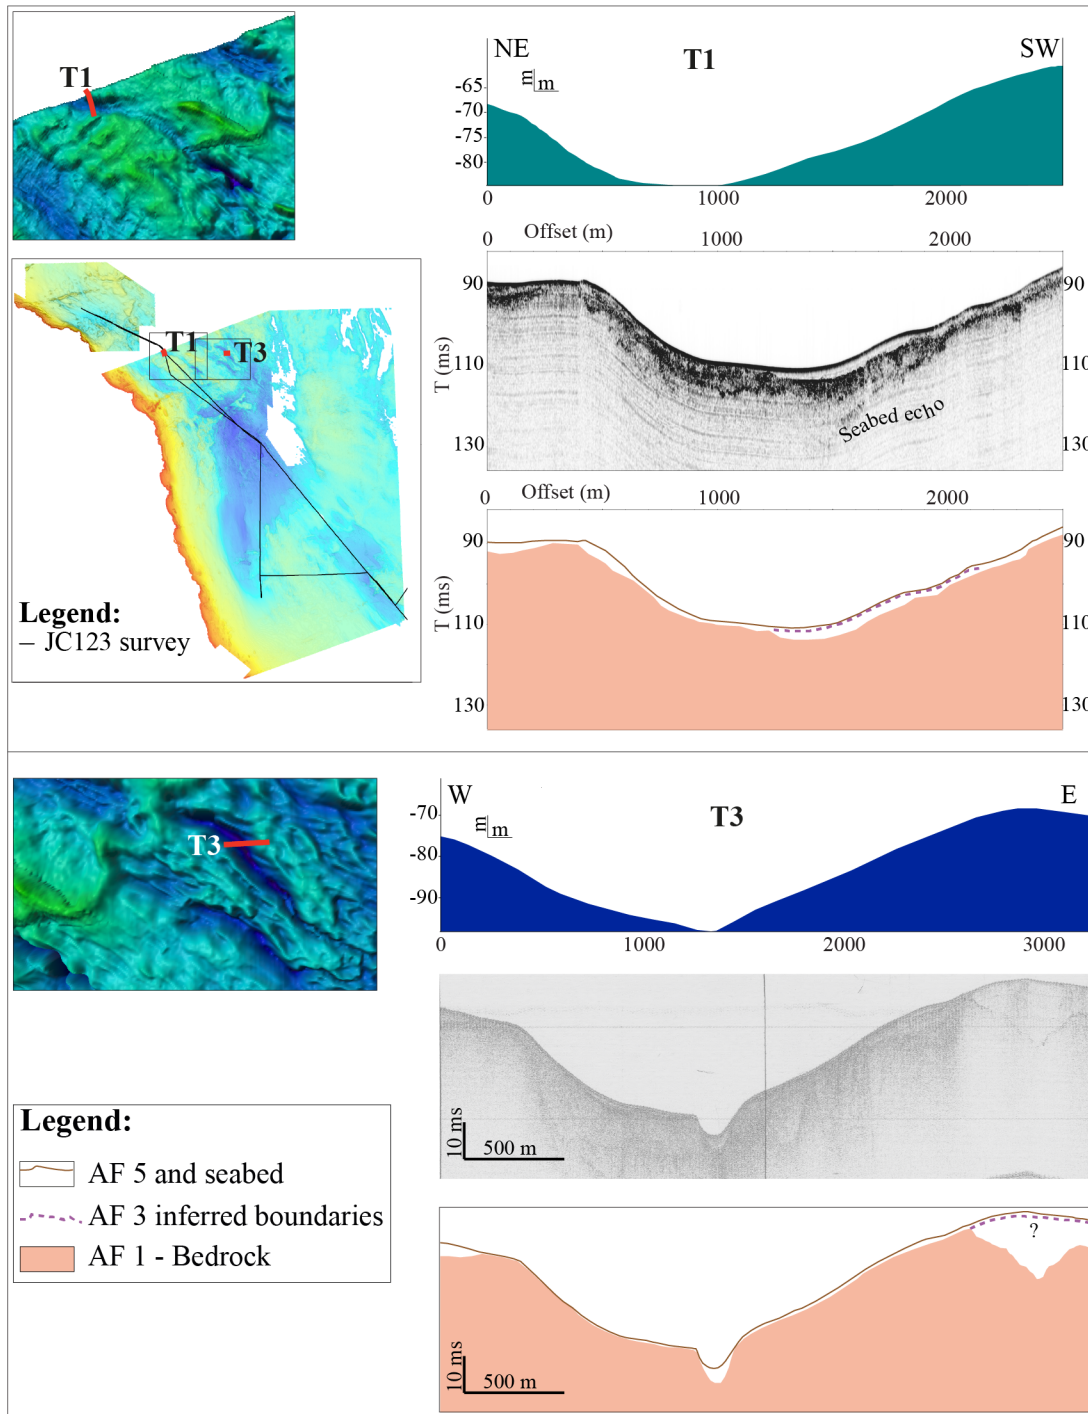 T1
NE
T1
SW
m
m
-65
-70
-75
-80
0
1000
2000
0
Offset (m)
1000
2000
90
110
130
T (ms)
90
110
130
Seabed echo
T1
T3
Legend:
– JC123 survey
0
Offset (m)
1000
2000
90
110
130
T (ms)
90
110
130
T3
W
T3
E
m
m
-70
-80
-90
0
1000
2000
3000
10 ms
500 m
Legend:
AF 5 and seabed
AF 3 inferred boundaries
AF 1 - Bedrock
?
10 ms
500 m